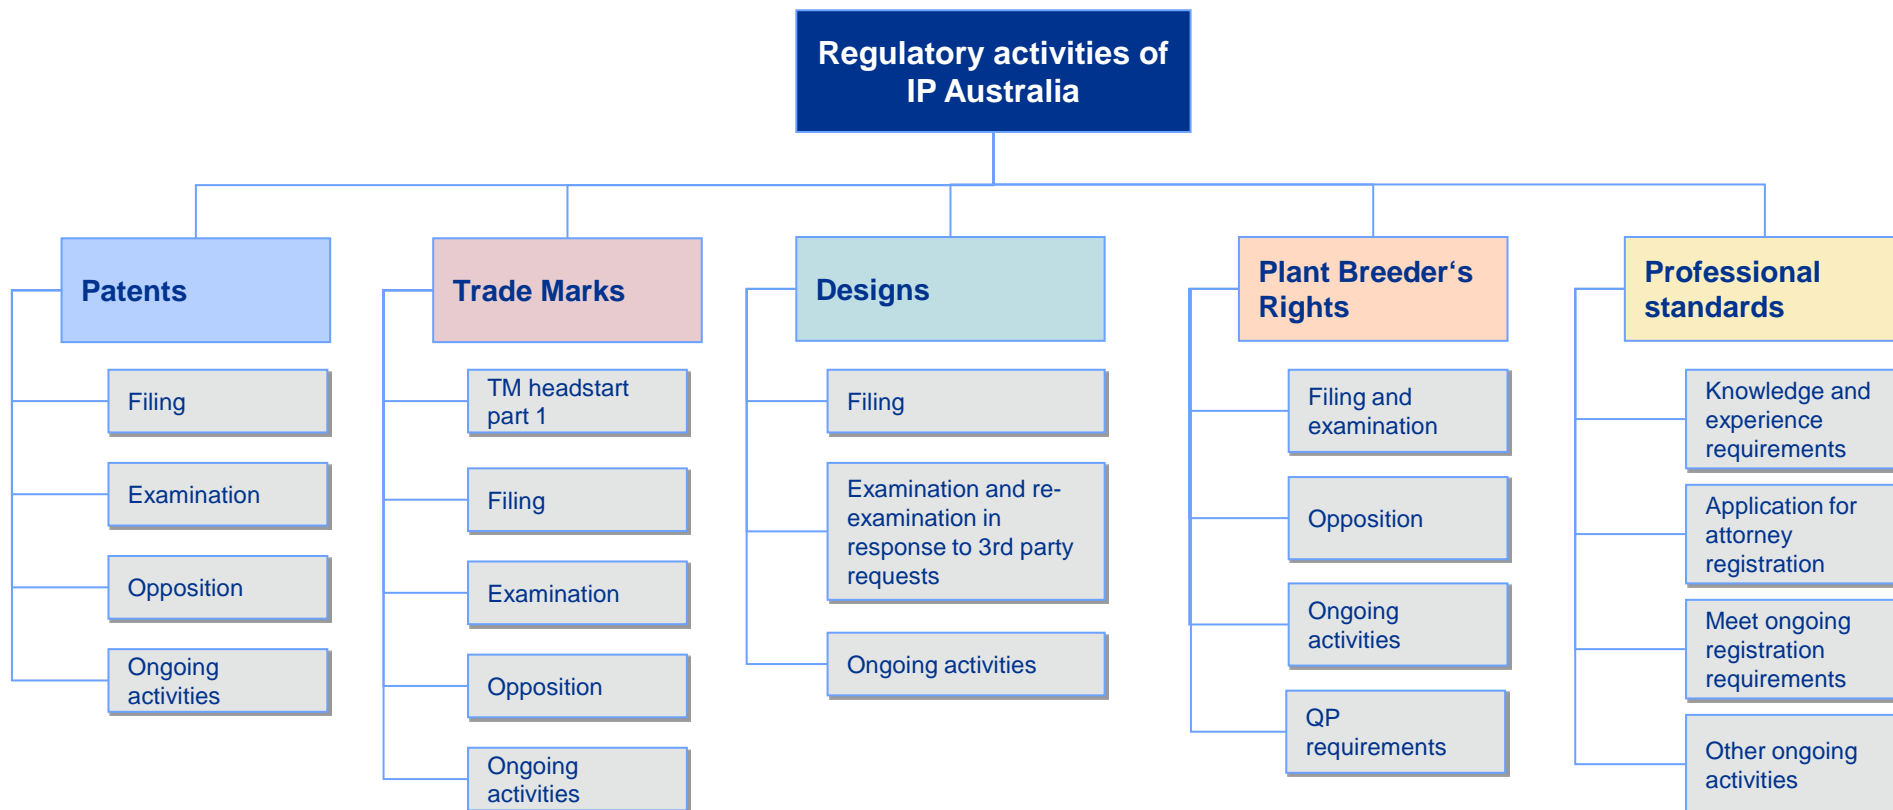 Regulatory activities of
IP Australia
Patents
Filing
Examination
Opposition
Ongoing
activities
Trade Marks
TM headstart
part 1
Filing
Examination
Opposition
Ongoing
activities
Designs
Filing
Examination and re-
examination in
response to 3rd party
requests
Ongoing activities
Plant Breeder‘s
Rights
Filing and
examination
Opposition
Ongoing
activities
QP
requirements
Professional
standards
Knowledge and
experience
requirements
Application for
attorney
registration
Meet ongoing
registration
requirements
Other ongoing
activities